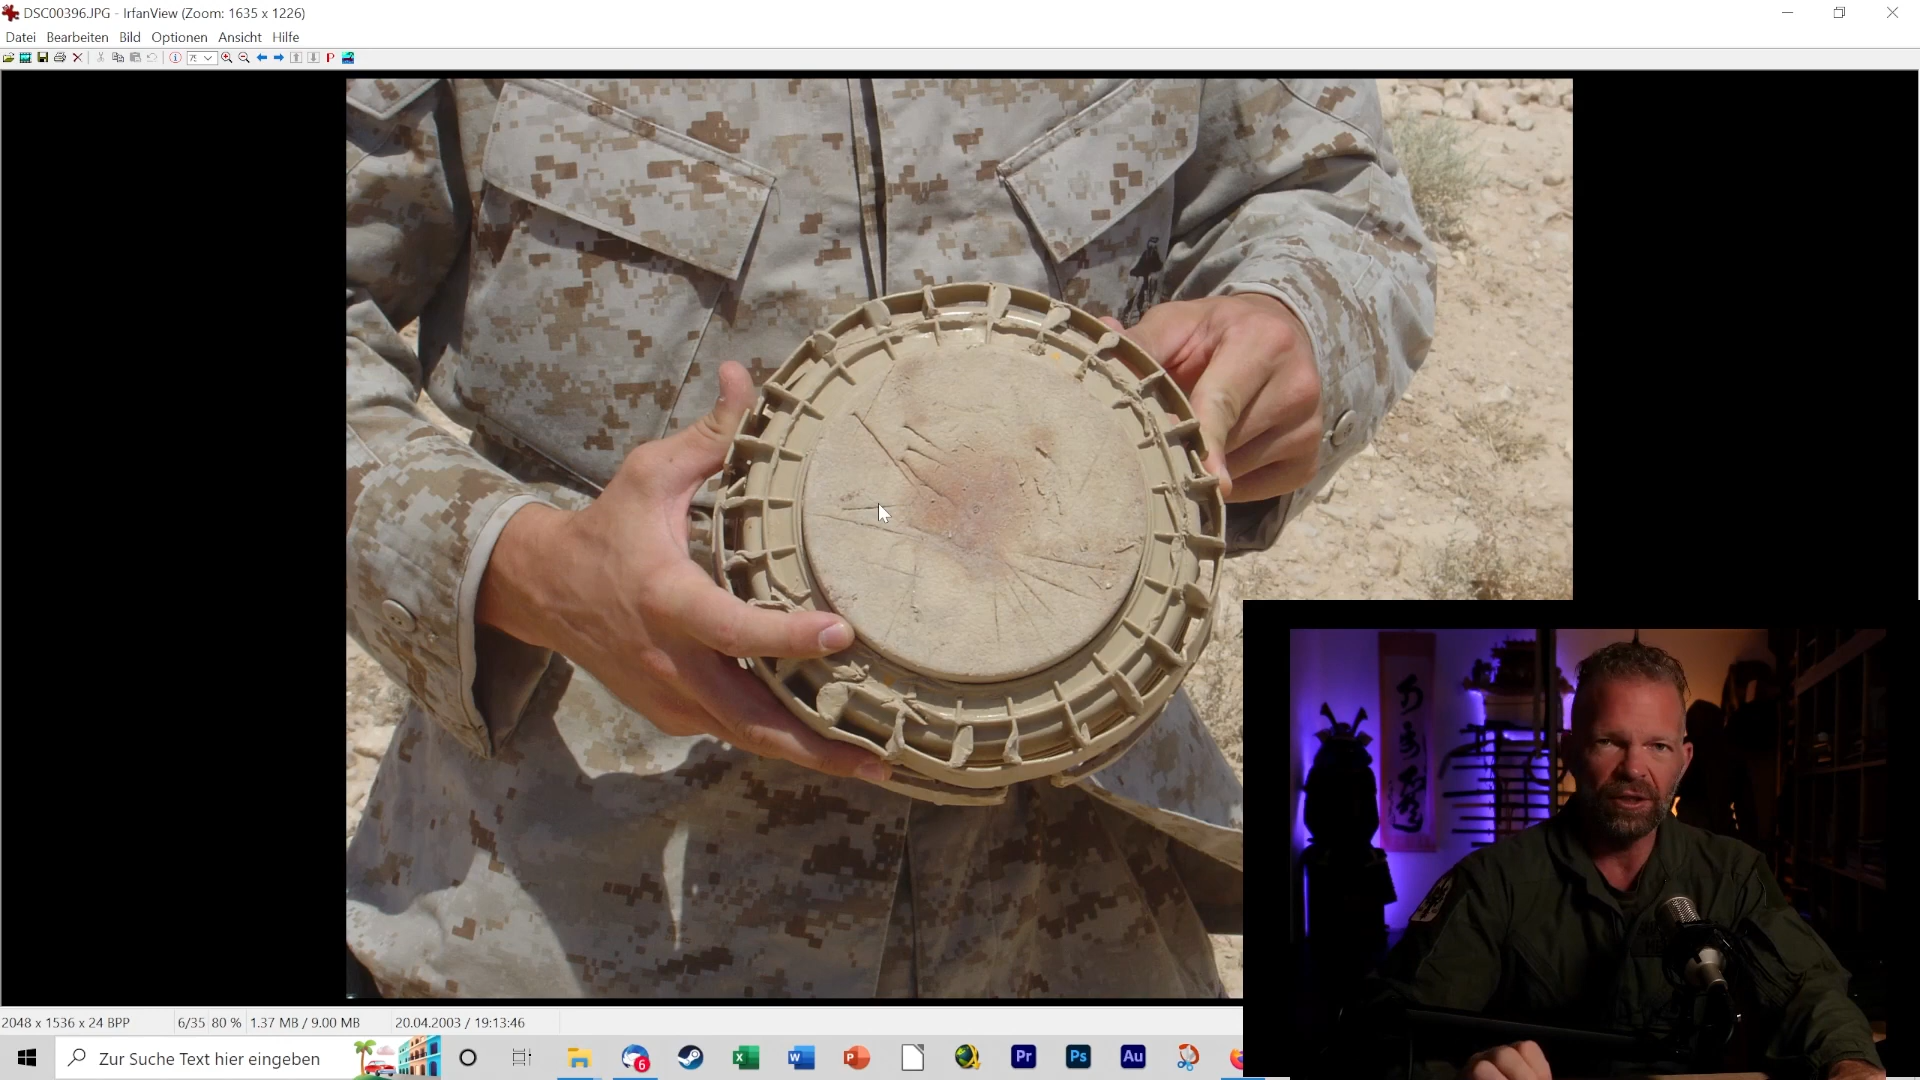 DSC00396.JPG - IrfanView (Zoom: 1635 x 1226)
Datei Bearbeiten Bild Optionen Ansicht Hilfe
2048 x 1536 x 24 BPP 6/35 80 % 1.37 MB / 9.00 MB 20.04.2003 / 19:13:46
Zur Suche Text hier eingeben
6
X
W
P
Pr
Ps
Au